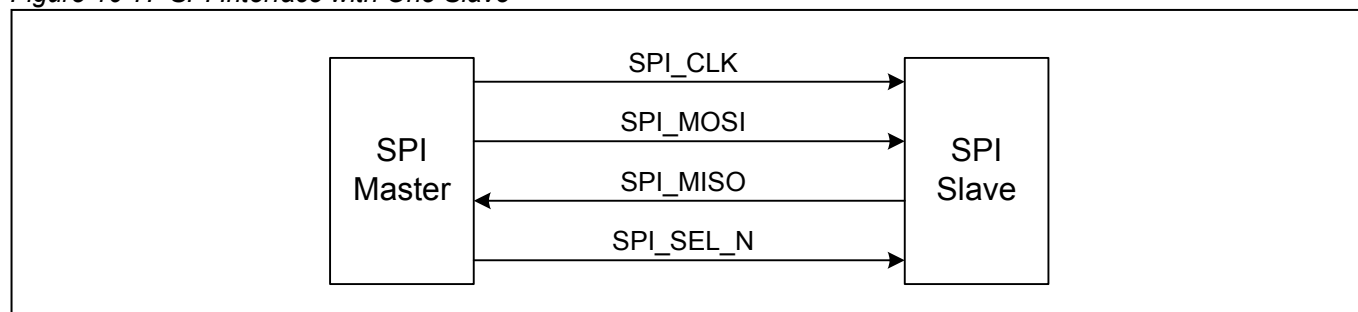 SPI_CLK
SPI_MOSI
SPI
Master
SPI_MISO
SPI_SEL_N
SPI
Slave